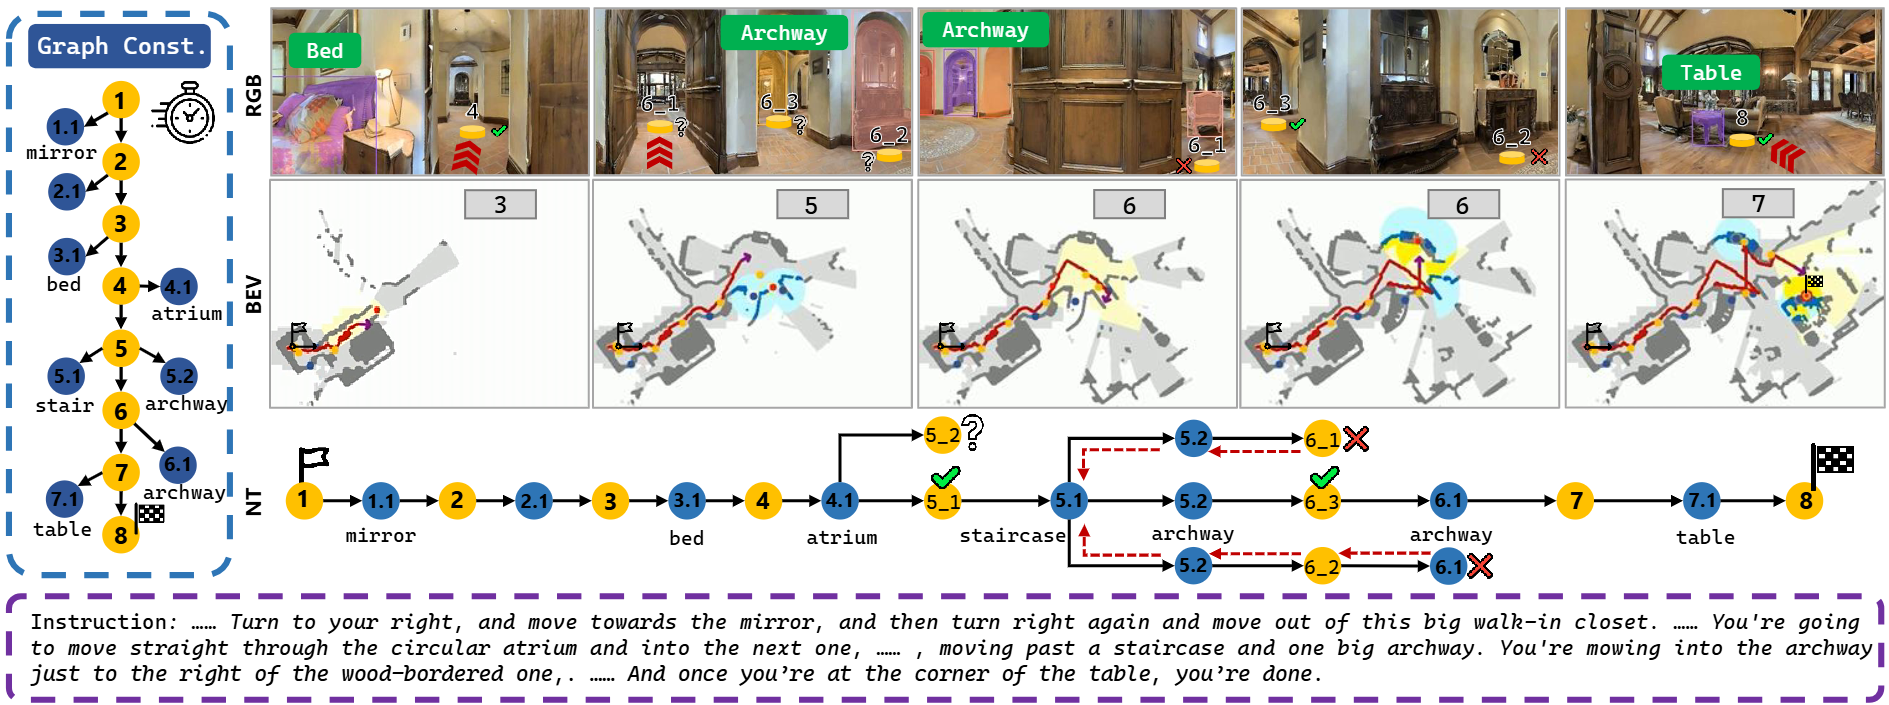 Graph Const.
1
1.1
mirror
2
2.1
3
3.1
bed
4
4.1
atrium
5
5.1
stair
5.2
archway
6
6.1
archway
7
7.1
table
8
RGB
Bed
4
Archway
6_1
?
6_3
?
6_2
?
Archway
6_1
6_3
6_2
Table
8
BEV
3
5
6
6
7
NT
5_2
?
5.2
6_1
1
1.1
2
2.1
3
3.1
4
4.1
5_1
5.1
5.2
6_3
6.1
7
7.1
8
mirror
bed
atrium
staircase
archway
archway
table
5.2
6_2
6.1
Instruction: …… Turn to your right, and move towards the mirror, and then turn right again and move out of this big walk-in closet. …… You're going
to move straight through the circular atrium and into the next one, …… , moving past a staircase and one big archway. You're mowing into the archway
just to the right of the wood-bordered one,. …… And once you’re at the corner of the table, you’re done.